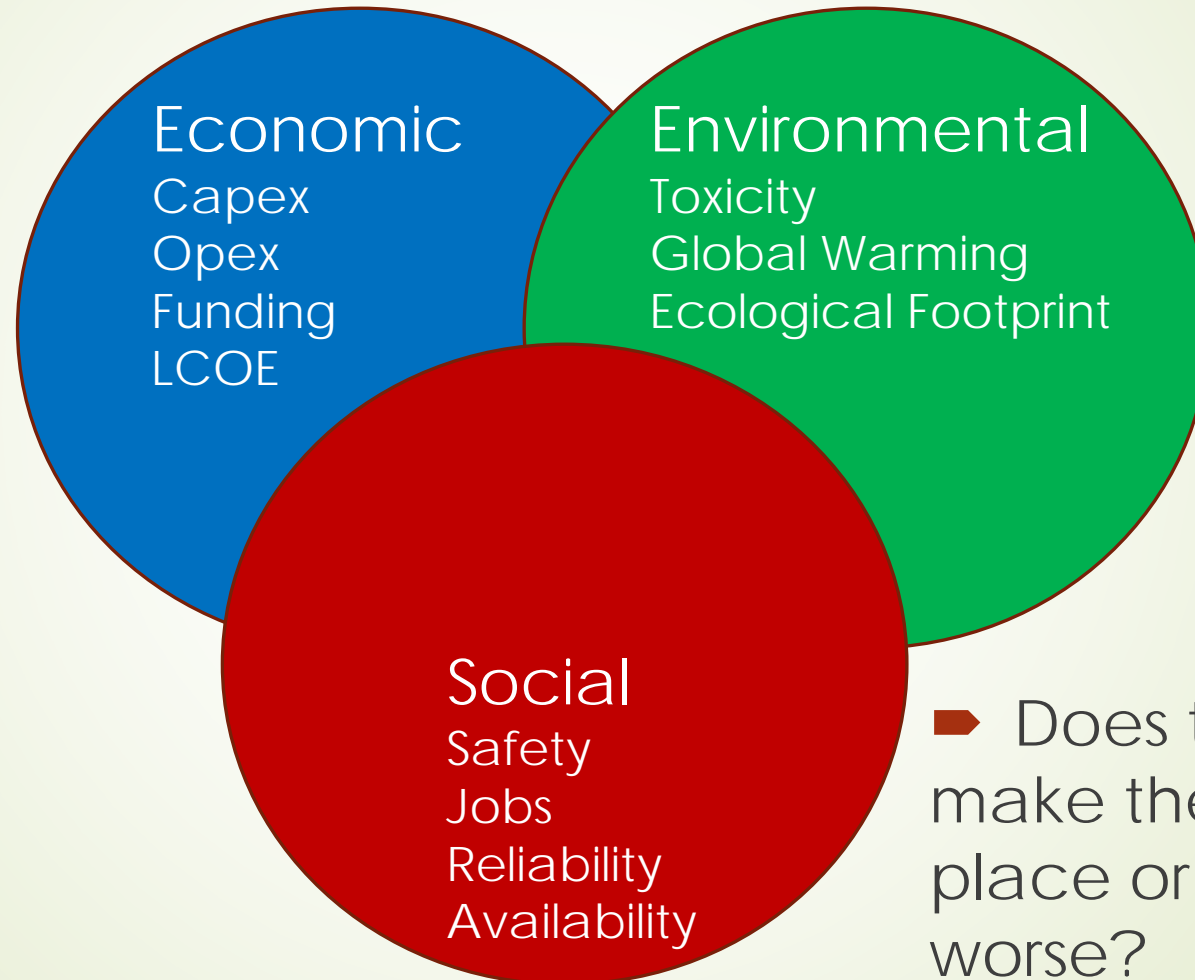 Economic
Capex
Opex
Funding
LCOE
Environmental
Toxicity
Global Warming
Ecological Footprint
Social
Safety
Jobs
Reliability
Availability
Does
make
place or
worse?